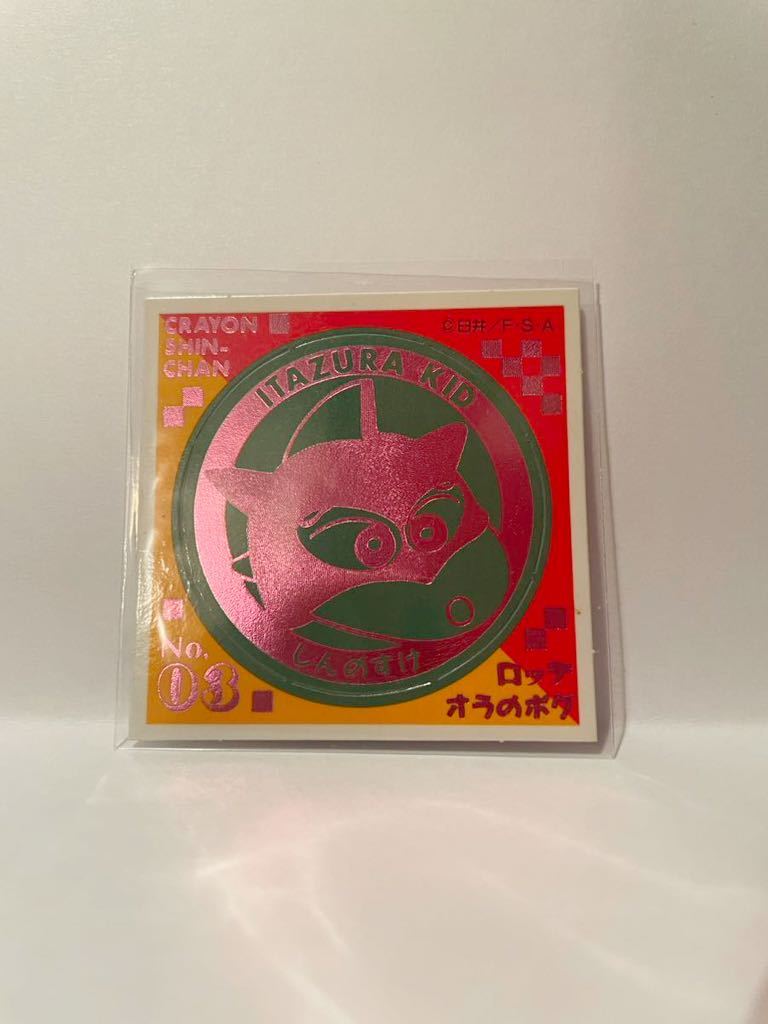 CRAYON
SHIN-
CHAN
©臼井/F・S・A
ITAZURA KID
しんのすけ
No.
03
ロッテ
オラのボク